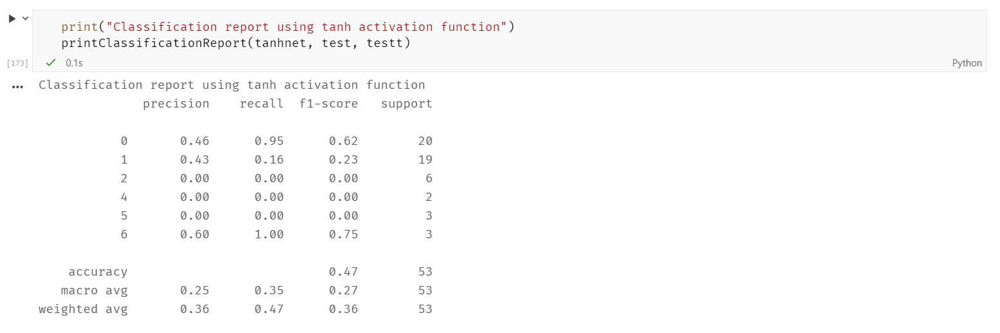 print("Classification report using tanh activation function")
printClassificationReport(tanhnet, test, testt)
[173] 0.1s Python
... Classification report using tanh activation function
precision recall f1-score support
0 0.46 0.95 0.62 20
1 0.43 0.16 0.23 19
2 0.00 0.00 0.00 6
4 0.00 0.00 0.00 2
5 0.00 0.00 0.00 3
6 0.60 1.00 0.75 3
accuracy 0.47 53
macro avg 0.25 0.35 0.27 53
weighted avg 0.36 0.47 0.36 53